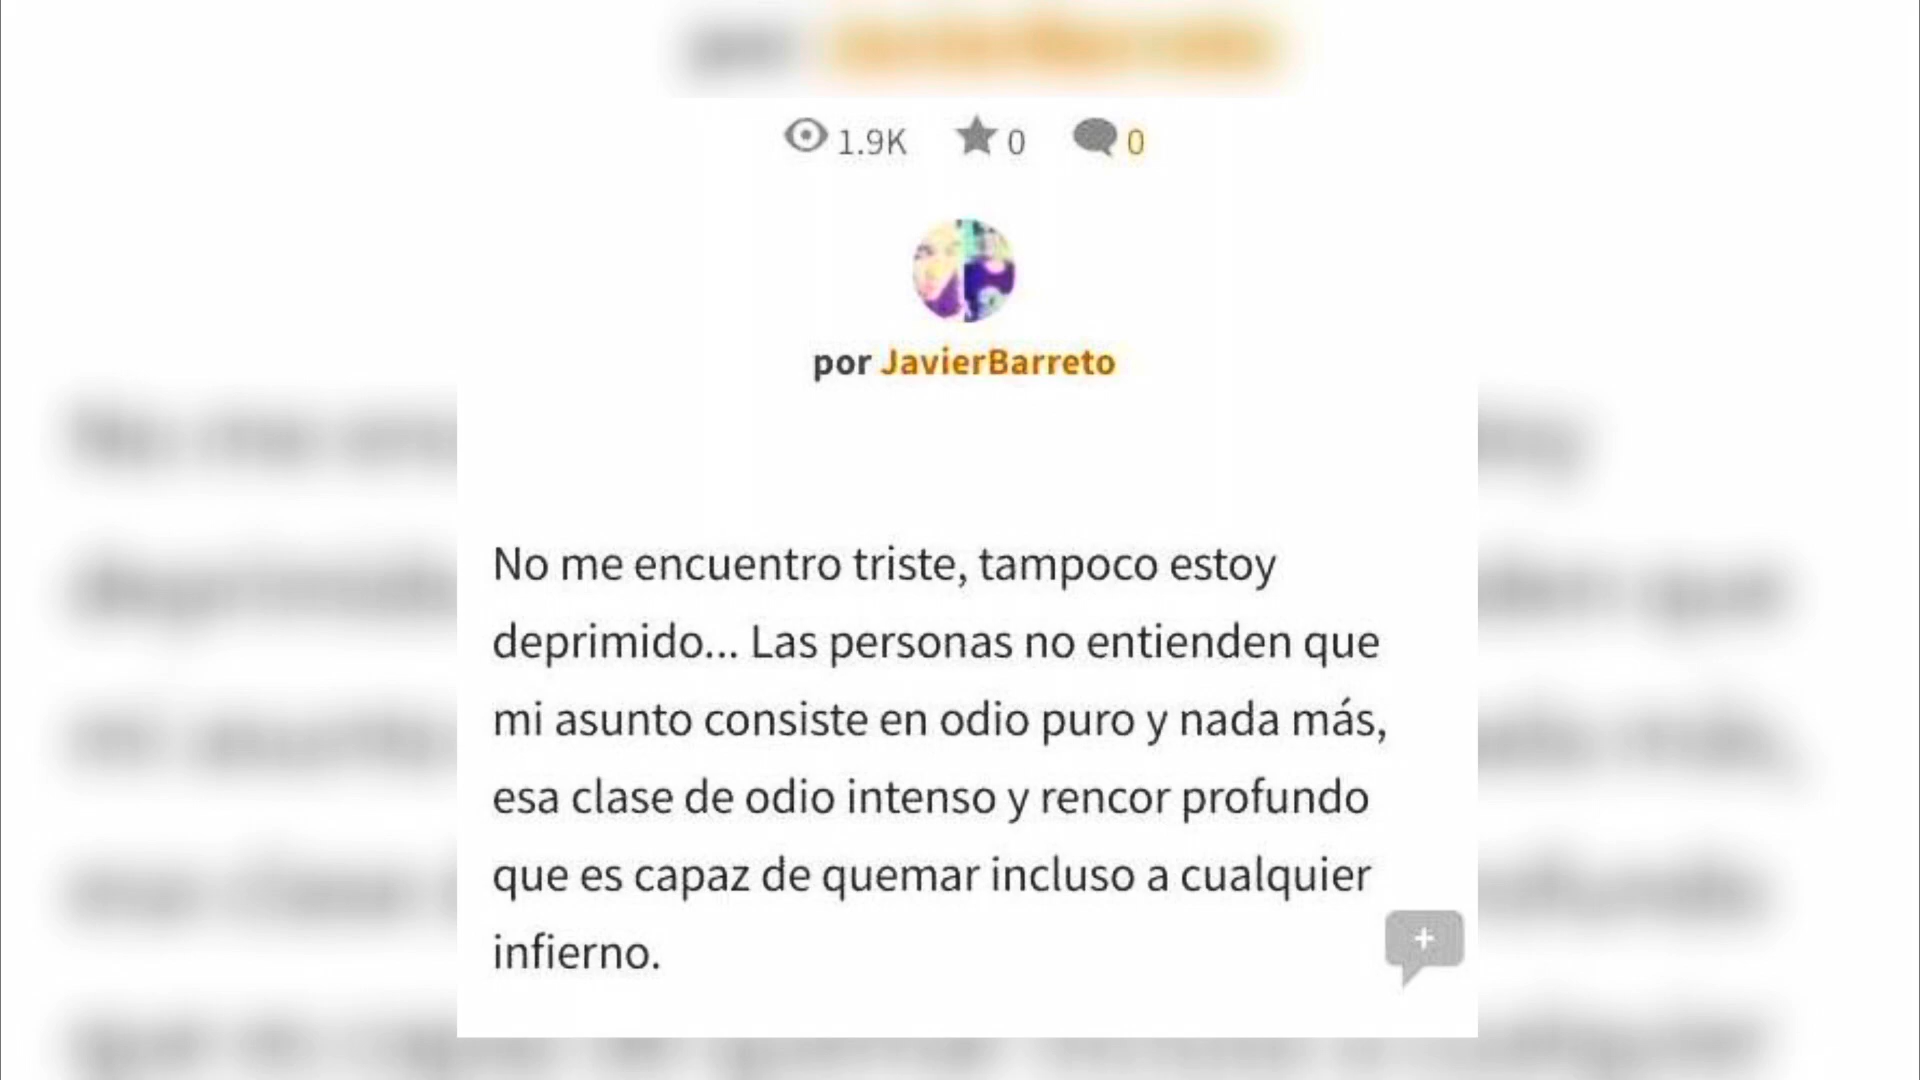 1.9K 0 0
por JavierBarreto
No me encuentro triste, tampoco estoy
deprimido... Las personas no entienden que
mi asunto consiste en odio puro y nada más,
esa clase de odio intenso y rencor profundo
que es capaz de quemar incluso a cualquier
infierno.